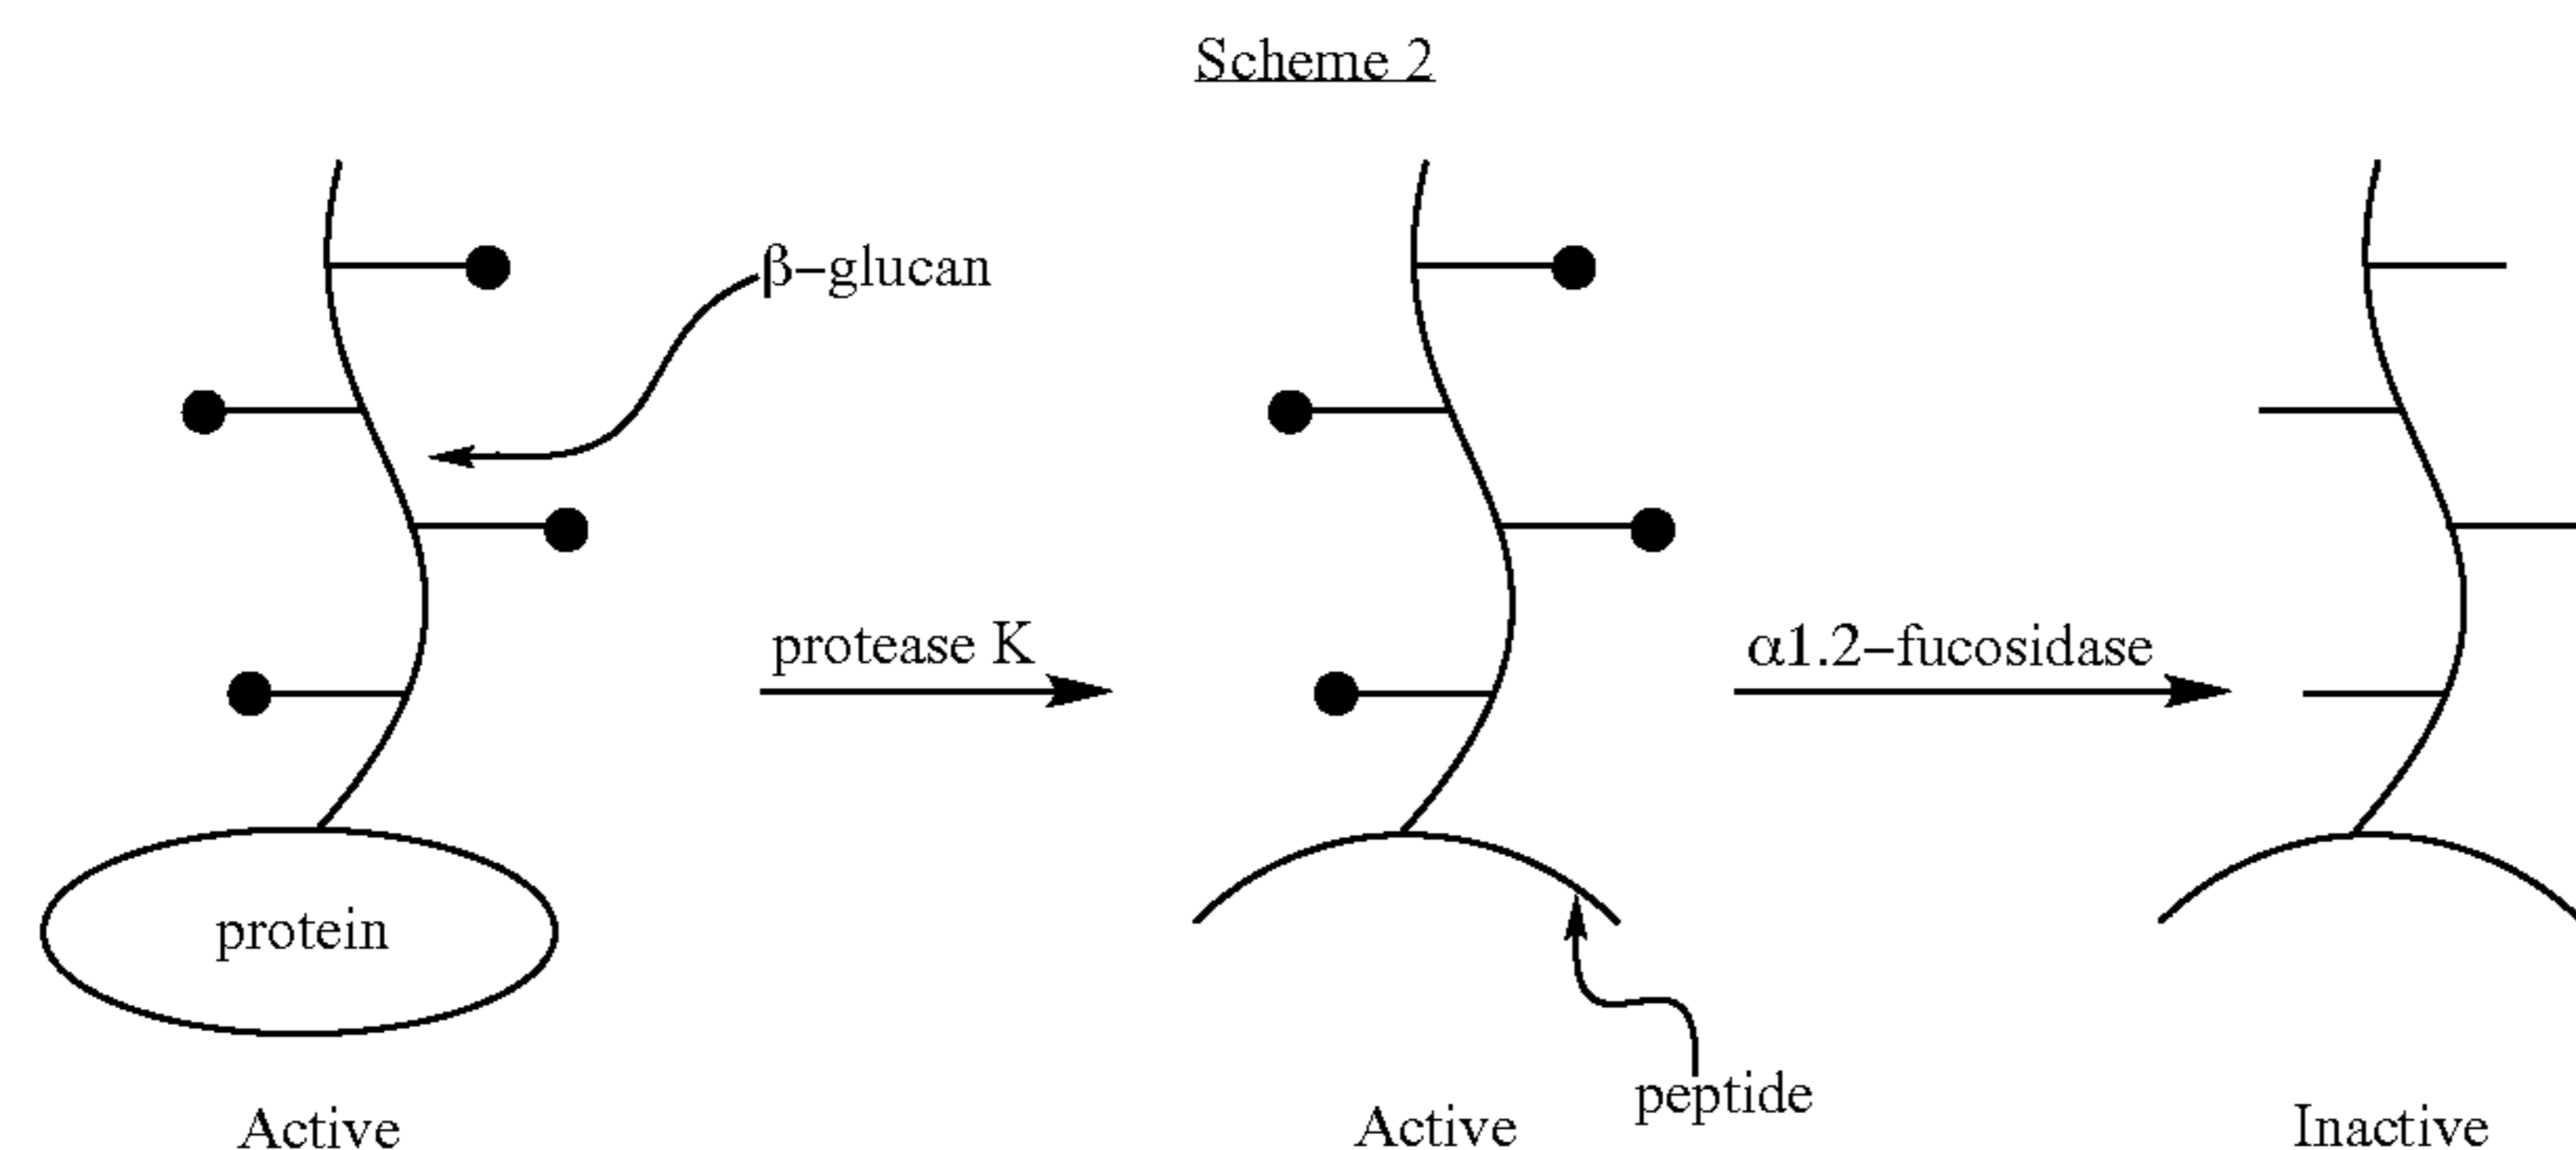 Scheme 2
β–glucan
protease K
α1.2–fucosidase
protein
peptide
Active
Active
Inactive